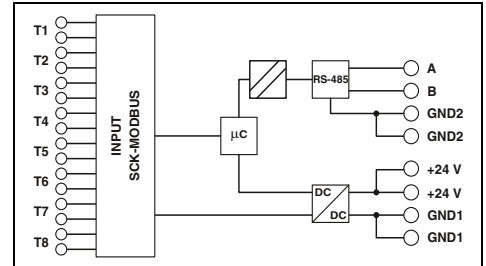 T1
T2
T3
T4
T5
T6
T7
T8
INPUT
SCK-MODBUS
µC
RS-485
DC
DC
A
B
GND2
GND2
+24 V
+24 V
GND1
GND1